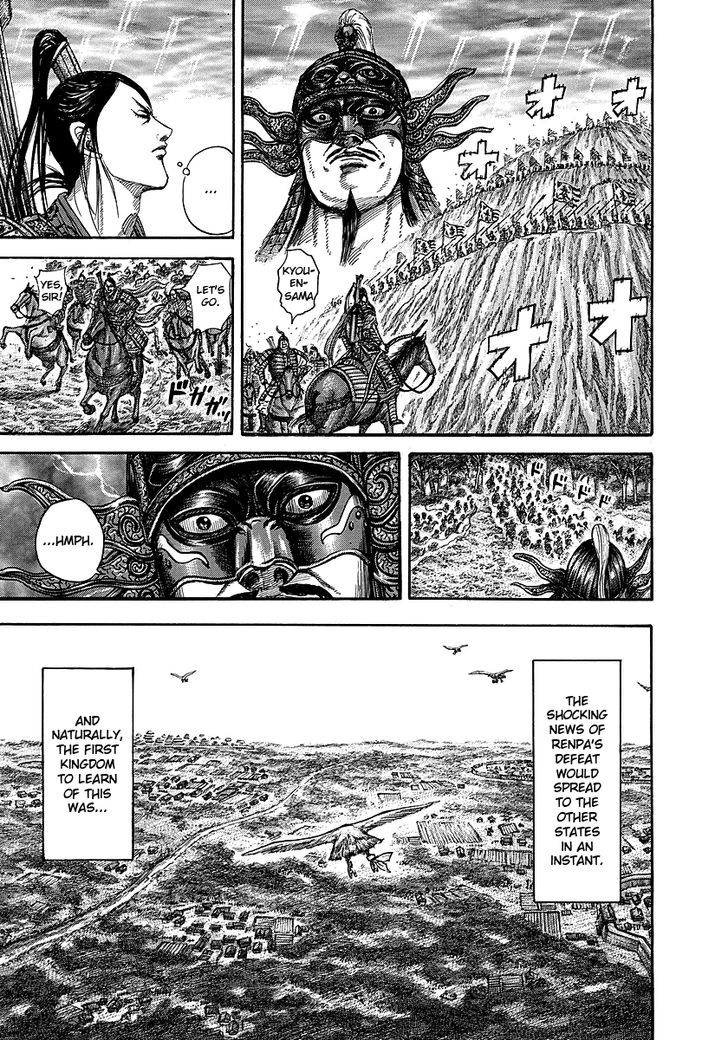 オ
オ
オ
オ
オ
KYOU-
EN-
SAMA
...
LET'S
GO.
YES,
SIR!
ドガガッ
ドドドド
...HMPH.
THE
SHOCKING
NEWS OF
RENPA'S
DEFEAT
WOULD
SPREAD
TO THE
OTHER
STATES
IN AN
INSTANT.
AND
NATURALLY,
THE FIRST
KINGDOM
TO LEARN
OF THIS
WAS...